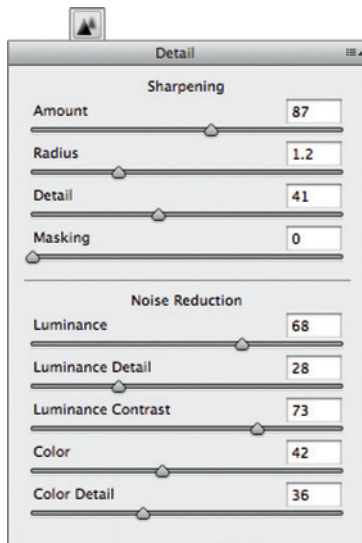 Detail
Sharpening
Amount 87
Radius 1.2
Detail 41
Masking 0
Noise Reduction
Luminance 68
Luminance Detail 28
Luminance Contrast 73
Color 42
Color Detail 36